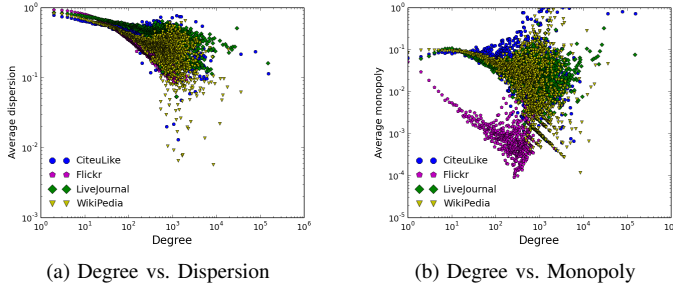 10^0
10^-1
10^-2
10^-3
Average dispersion
CiteuLike
Flickr
LiveJournal
WikiPedia
10^0 10^1 10^2 10^3 10^4 10^5 10^6
Degree
(a) Degree vs. Dispersion
10^0
10^-1
10^-2
10^-3
10^-4
10^-5
Average monopoly
CiteuLike
Flickr
LiveJournal
WikiPedia
10^0 10^1 10^2 10^3 10^4 10^5 10^6
Degree
(b) Degree vs. Monopoly